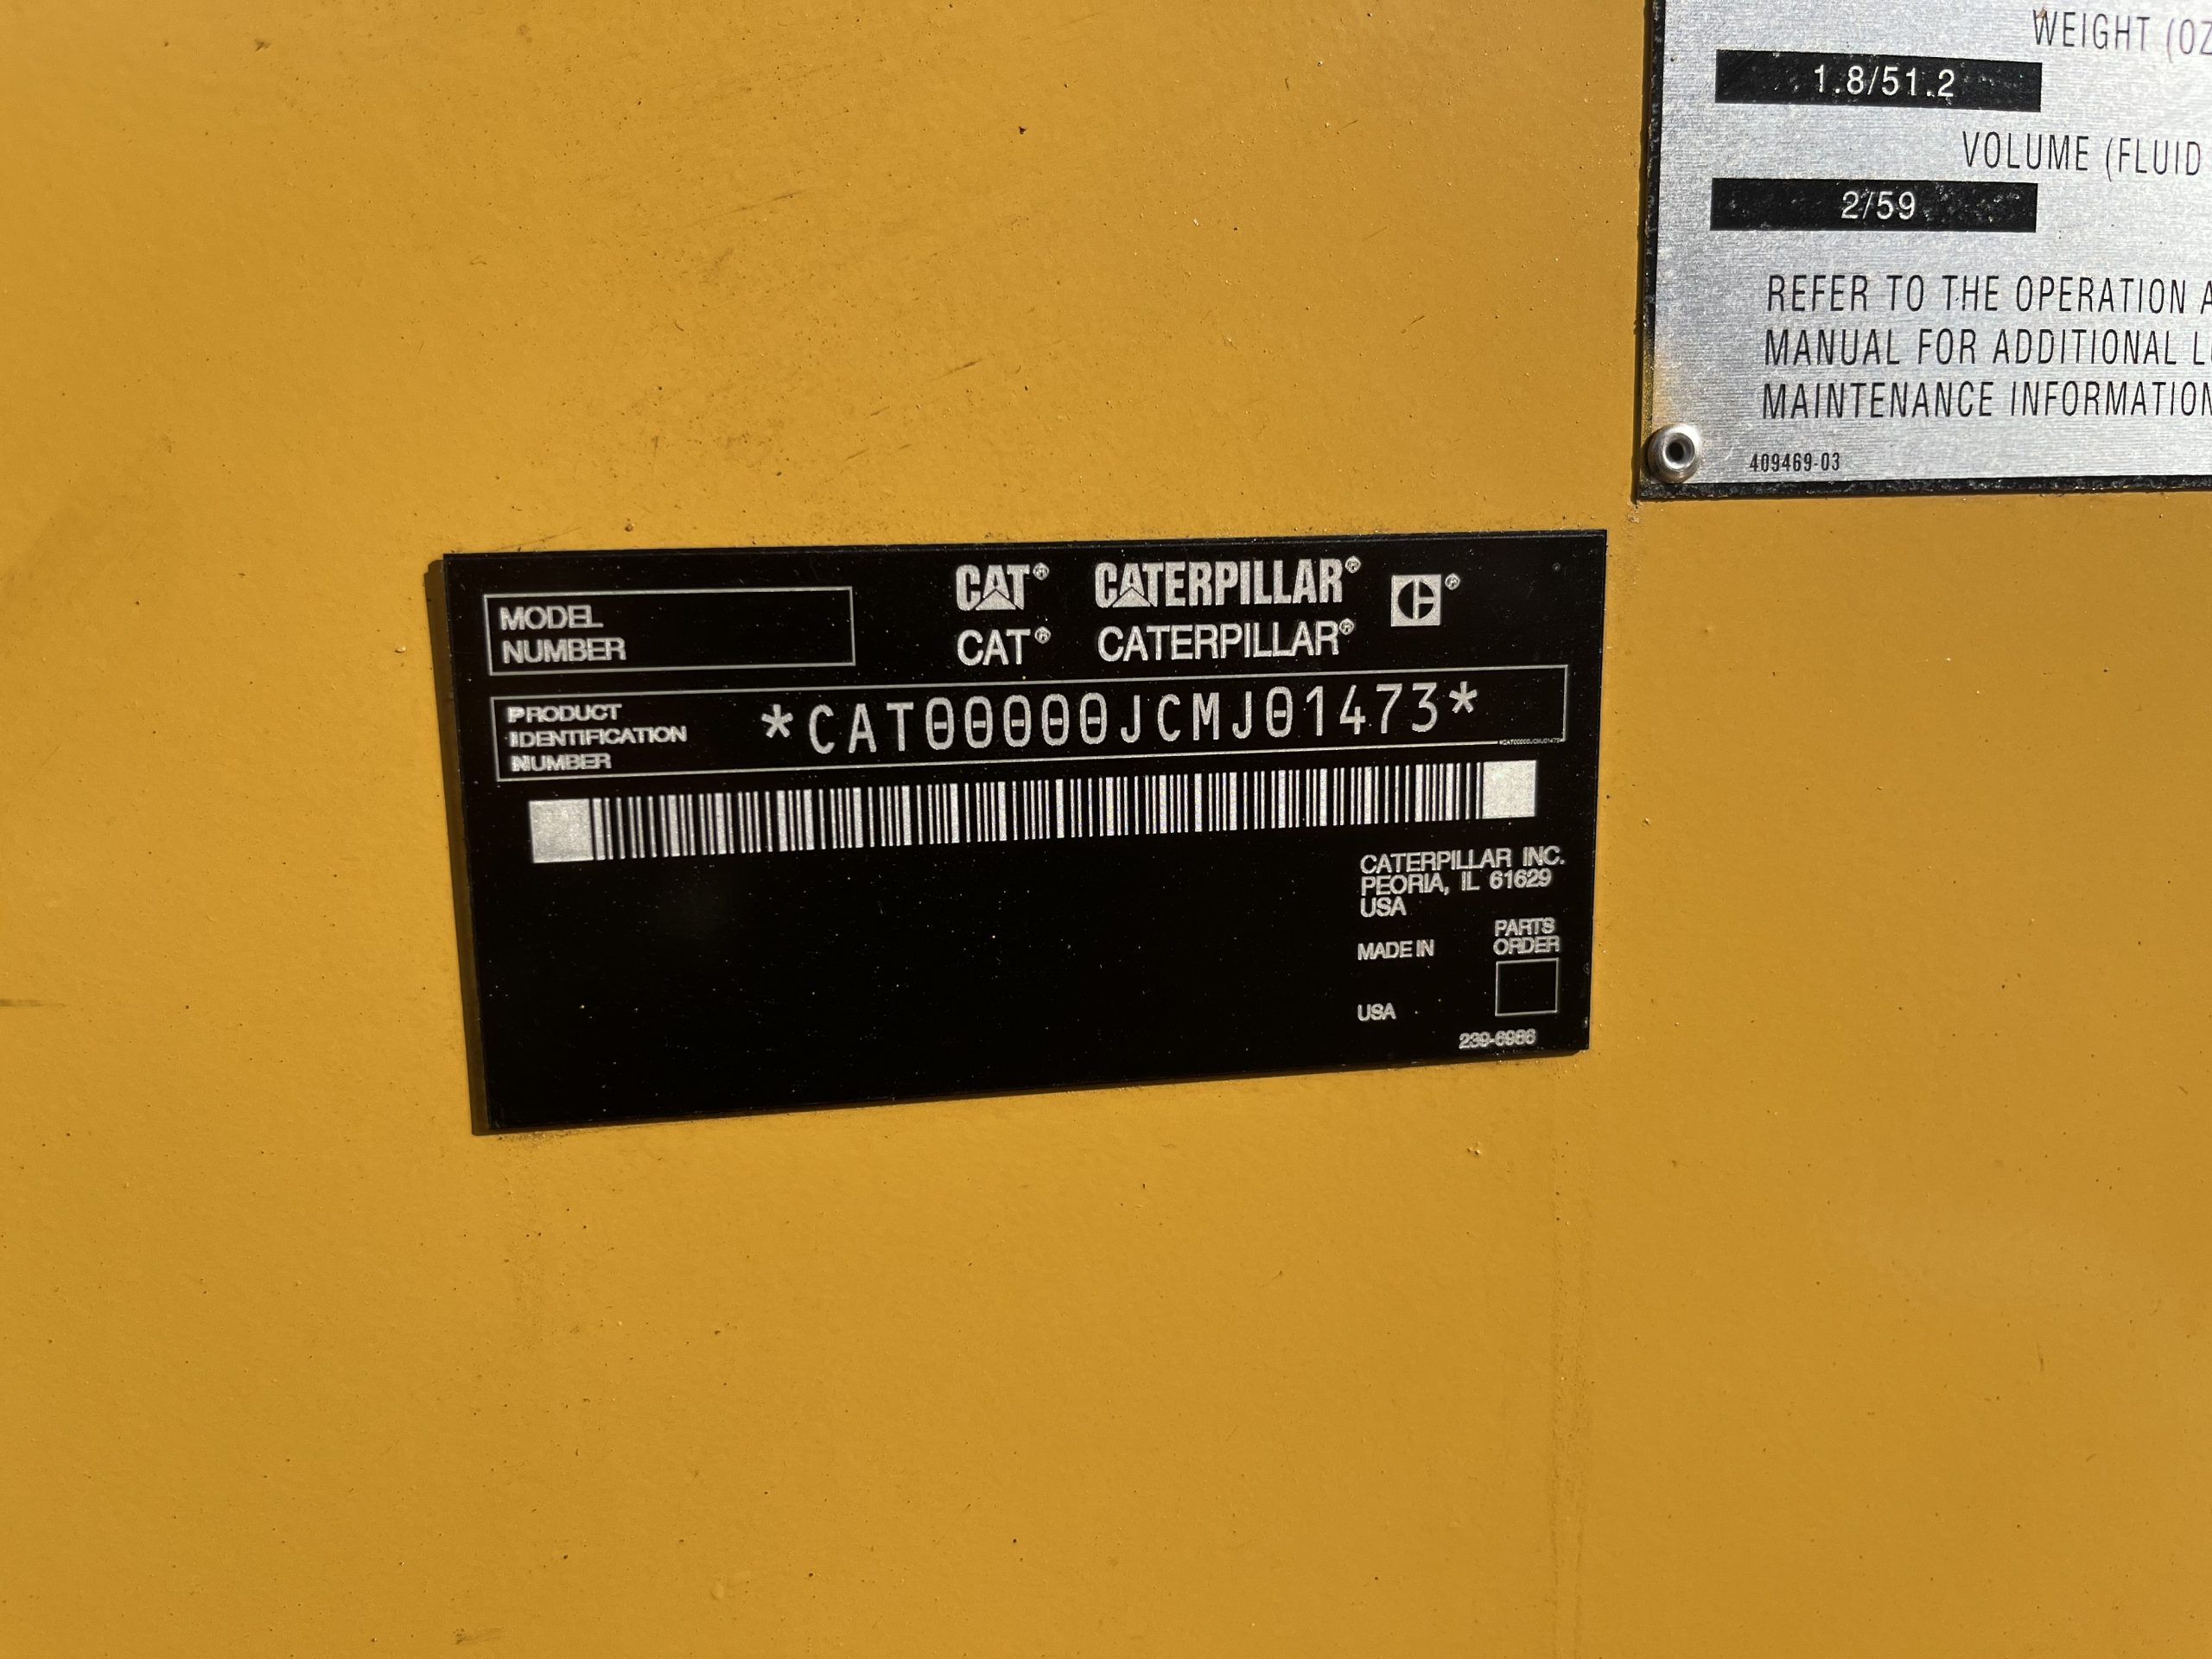 WEIGHT (OZ
1.8/51.2
VOLUME (FLUID
2/59
REFER TO THE OPERATION A
MANUAL FOR ADDITIONAL L
MAINTENANCE INFORMATION
409469-03
MODEL
NUMBER
CAT® CATERPILLAR® ®
CAT® CATERPILLAR®
PRODUCT
IDENTIFICATION
NUMBER
*CAT00000JCMJ01473*
*CAT00000JCMJ01473*
CATERPILLAR INC.
PEORIA, IL 61629
USA
MADE IN
USA
PARTS
ORDER
239-6986